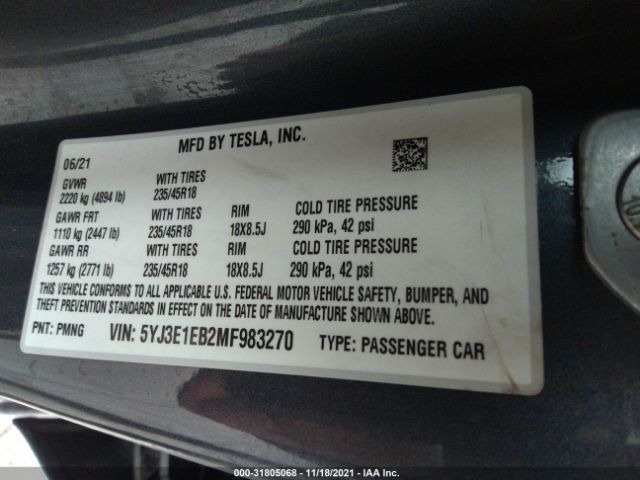 MFD BY TESLA, INC.
06/21
GVWR WITH TIRES
2220 kg (4894 lb) 235/45R18
GAWR FRT WITH TIRES RIM COLD TIRE PRESSURE
1110 kg (2447 lb) 235/45R18 18X8.5J 290 kPa, 42 psi
GAWR RR WITH TIRES RIM COLD TIRE PRESSURE
1257 kg (2771 lb) 235/45R18 18X8.5J 290 kPa, 42 psi
THIS VEHICLE CONFORMS TO ALL APPLICABLE U.S. FEDERAL MOTOR VEHICLE SAFETY, BUMPER, AND
THEFT PREVENTION STANDARDS IN EFFECT ON THE DATE OF MANUFACTURE SHOWN ABOVE.
PNT: PMNG VIN: 5YJ3E1EB2MF983270 TYPE: PASSENGER CAR
000-31805068 - 11/18/2021 - IAA Inc.